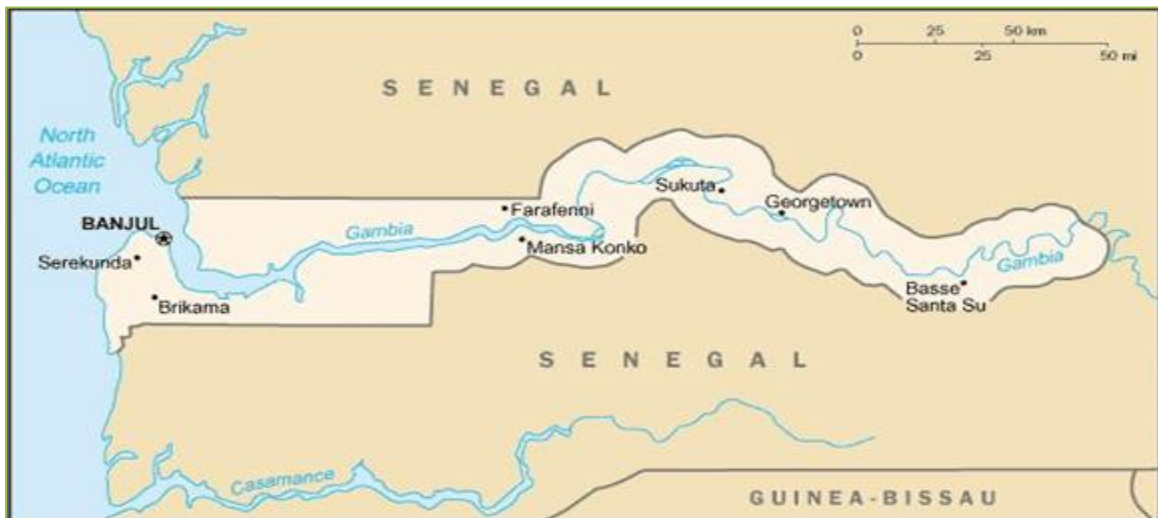 0 25 50 km
0 25 50 mi
SENEGAL
North
Atlantic
Ocean
Sukuta
Georgetown
Farafenni
BANJUL
Gambia
Mansa Konko
Serekunda
Gambia
Basse
Santa Su
Brikama
SENEGAL
Casamance
GUINEA-BISSAU